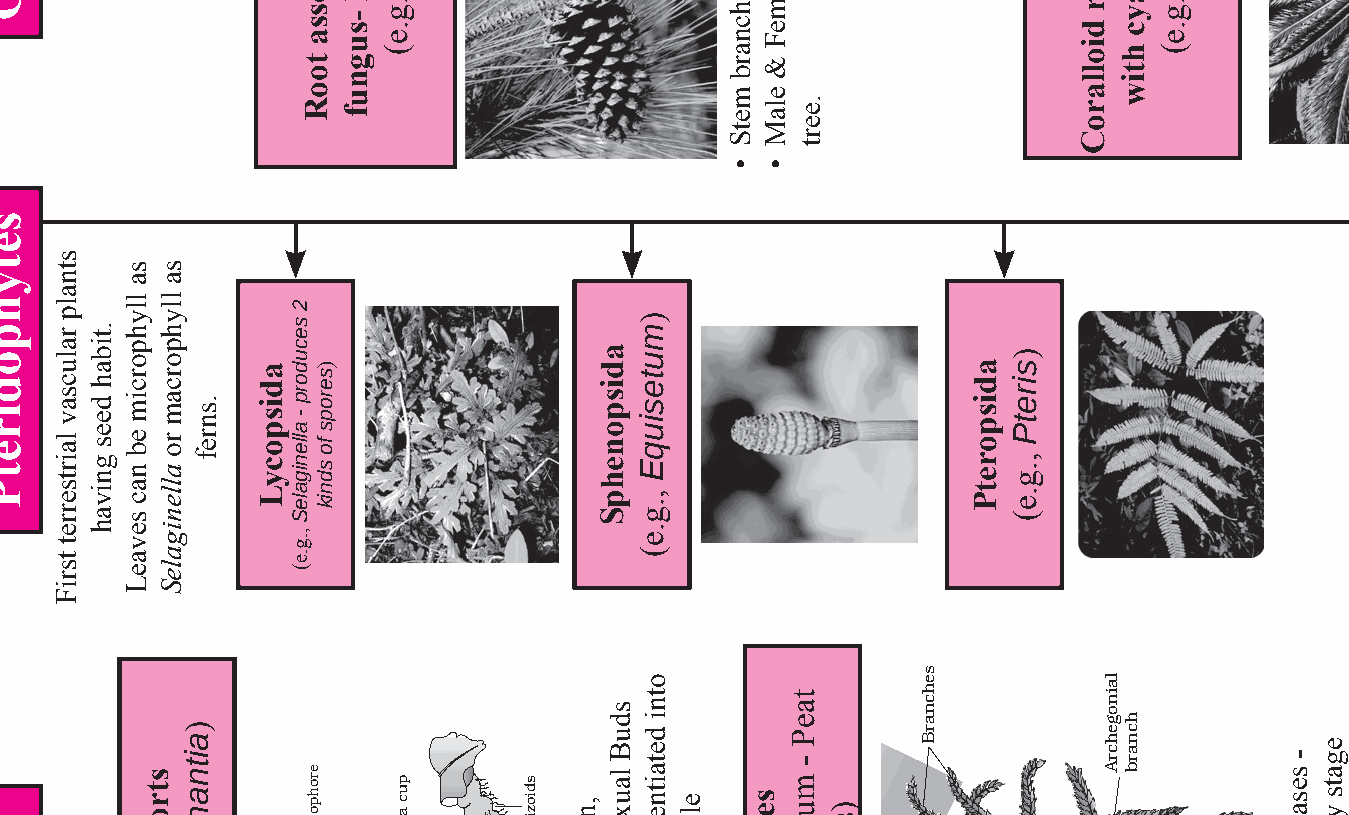 orts
nantia)
ophore
a cup
izoids
n,
xual Buds
entiated into
le
es
um - Peat
Branches
Archegonial
branch
ases -
y stage
Pteridophytes
First terrestrial vascular plants
having seed habit.
Leaves can be microphyll as
Selaginella or macrophyll as
ferns.
Lycopsida
(e.g., Selaginella - produces 2
kinds of spores)
Sphenopsida
(e.g., Equisetum)
Pteropsida
(e.g., Pteris)
Root ass
fungus-
(e.g.
• Stem branch
• Male & Fem
tree.
Coralloid r
with cya
(e.g.